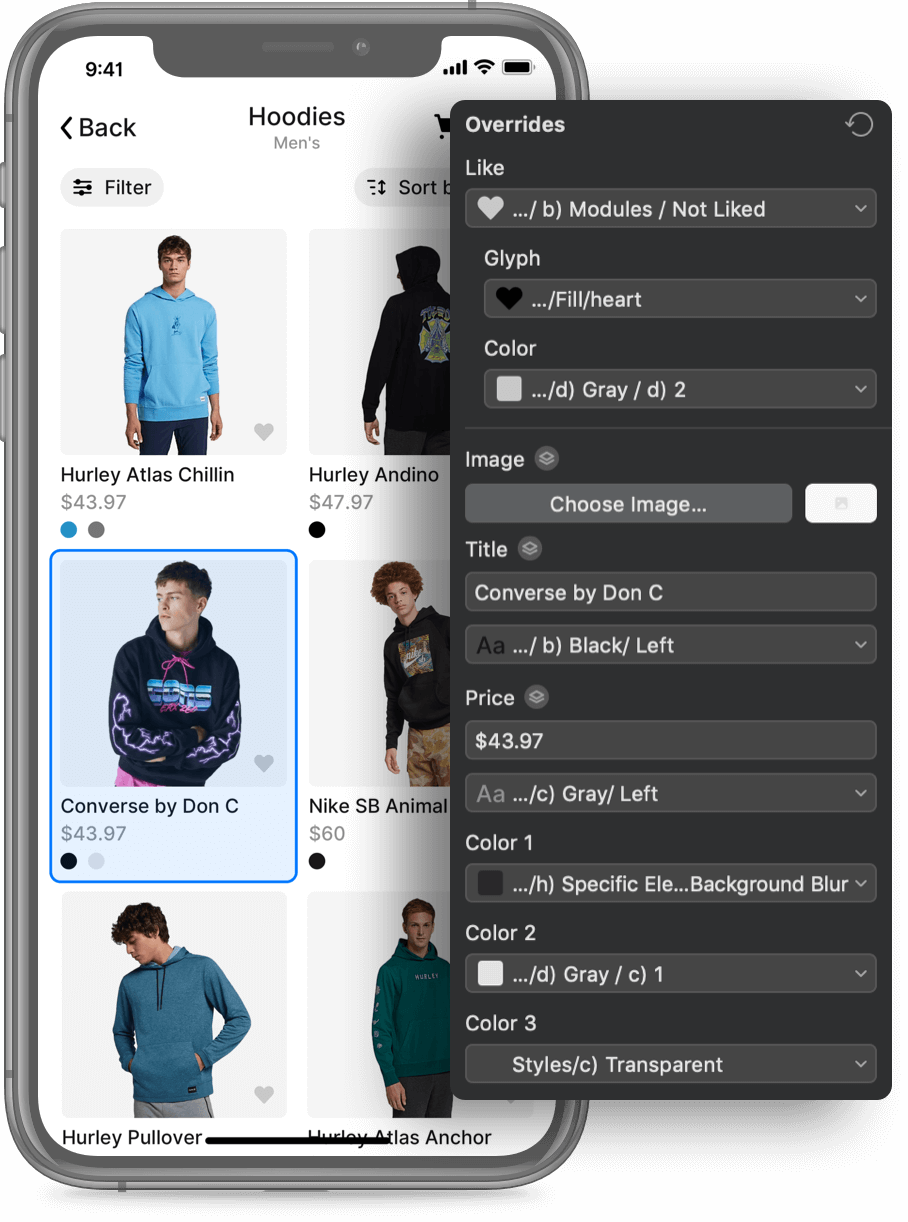 9:41
Back
Hoodies
Men's
Filter
Sort b
Hurley Atlas Chillin
$43.97
Hurley Andino
$47.97
CONS
Converse by Don C
$43.97
Nike SB Animal
$60
HURLEY
Hurley Pullover
Hurley Atlas Anchor
Overrides
Like
.../ b) Modules / Not Liked
Glyph
.../Fill/heart
Color
.../d) Gray / d) 2
Image
Choose Image...
Title
Converse by Don C
Aa .../ b) Black/ Left
Price
$43.97
Aa .../c) Gray/ Left
Color 1
.../h) Specific Ele...Background Blur
Color 2
.../d) Gray / c) 1
Color 3
Styles/c) Transparent